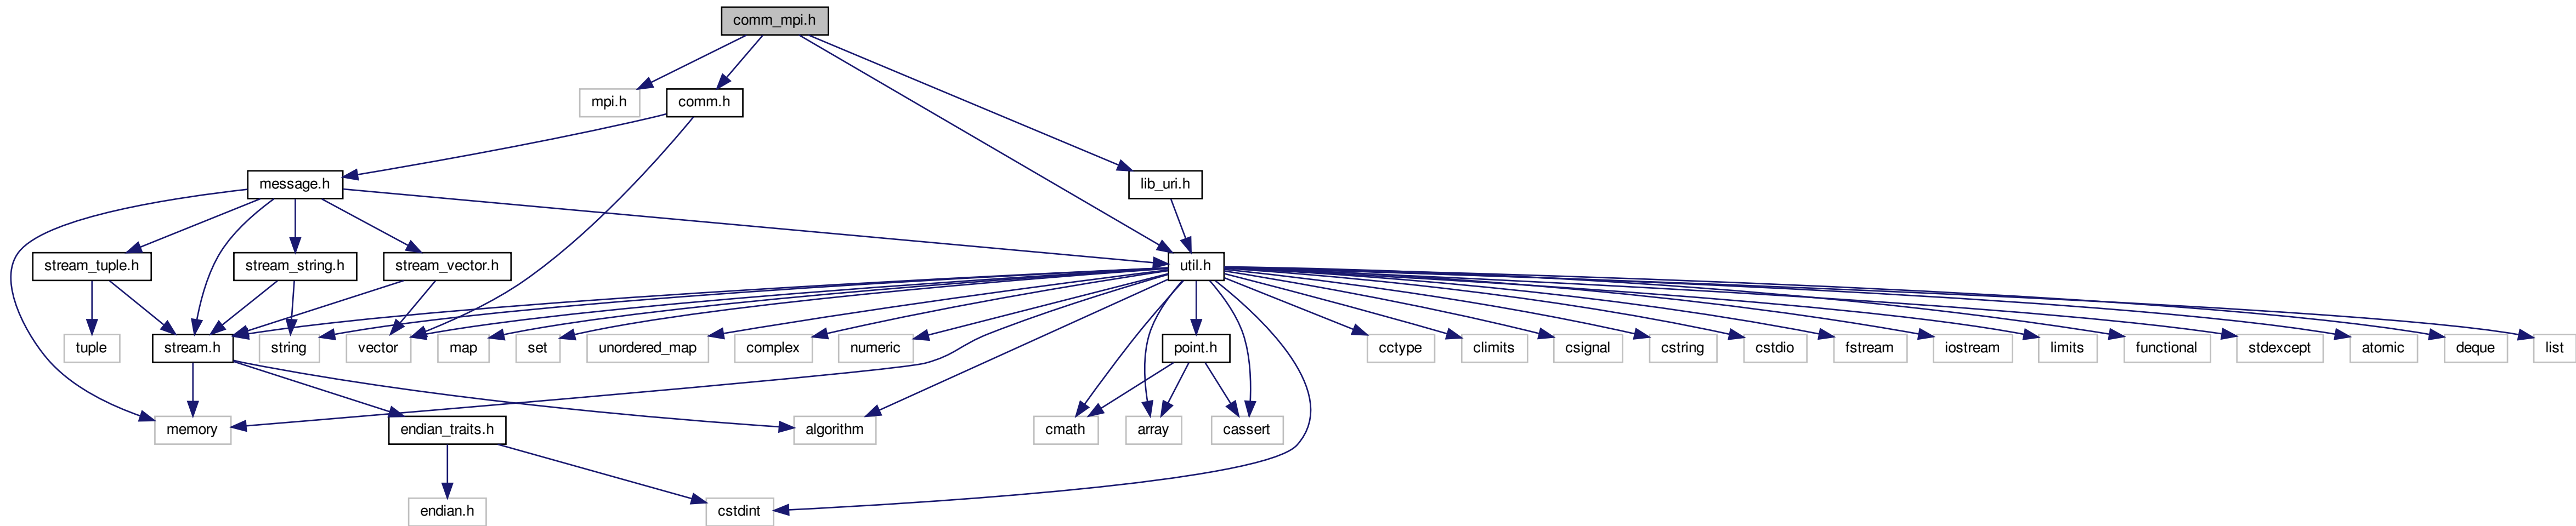 comm_mpi.h
mpi.h
comm.h
message.h
lib_uri.h
stream_tuple.h
stream_string.h
stream_vector.h
util.h
tuple
stream.h
string
vector
map
set
unordered_map
complex
numeric
point.h
cctype
climits
csignal
cstring
cstdio
fstream
iostream
limits
functional
stdexcept
atomic
deque
list
memory
endian_traits.h
algorithm
cmath
array
cassert
endian.h
cstdint